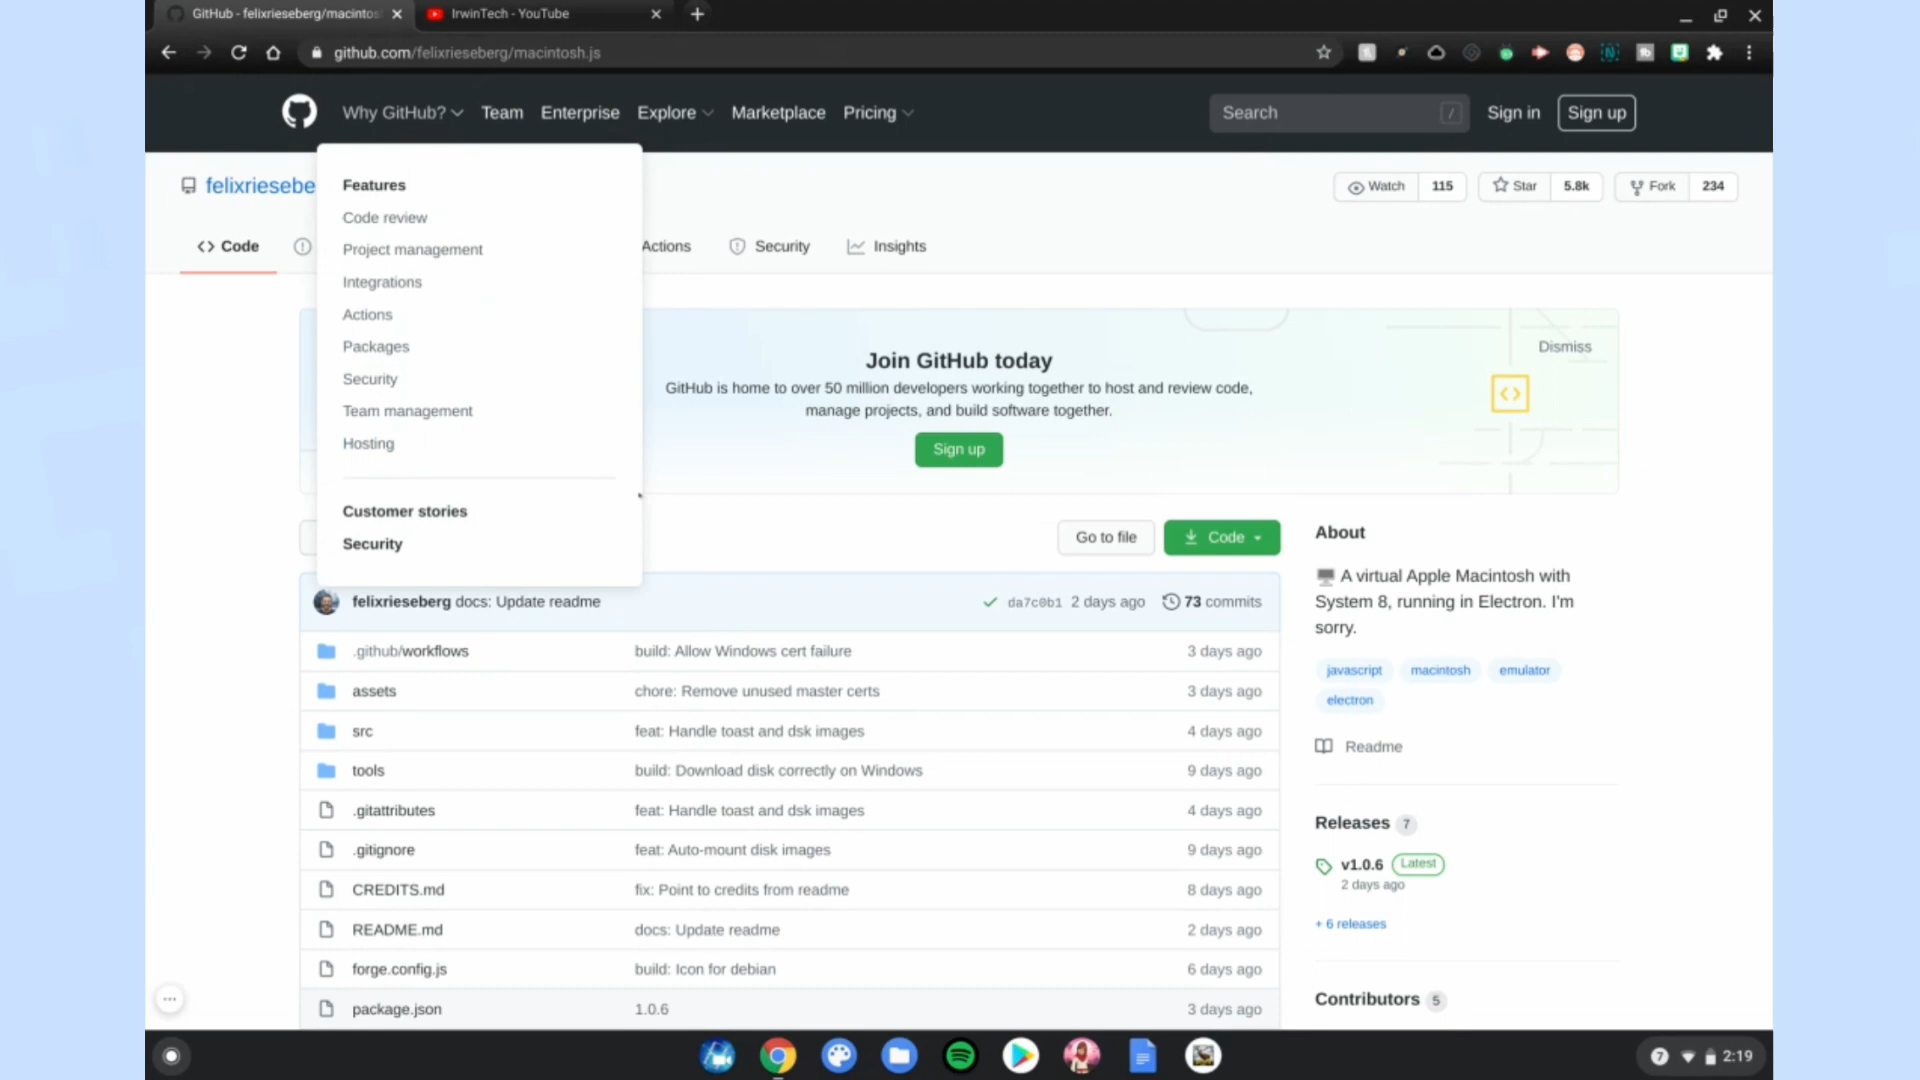 GitHub - felixrieseberg/macintos
IrwinTech - YouTube
github.com/felixrieseberg/macintosh.js
Why GitHub?
Team
Enterprise
Explore
Marketplace
Pricing
Search
/
Sign in
Sign up
felixriesebe
Watch
115
Star
5.8k
Fork
234
Code
Actions
Security
Insights
Features
Code review
Project management
Integrations
Actions
Packages
Security
Team management
Hosting
Customer stories
Security
Join GitHub today
Dismiss
GitHub is home to over 50 million developers working together to host and review code,
manage projects, and build software together.
Sign up
Go to file
Code
felixrieseberg docs: Update readme
da7c0b1 2 days ago
73 commits
.github/workflows
build: Allow Windows cert failure
3 days ago
assets
chore: Remove unused master certs
3 days ago
src
feat: Handle toast and dsk images
4 days ago
tools
build: Download disk correctly on Windows
9 days ago
.gitattributes
feat: Handle toast and dsk images
4 days ago
.gitignore
feat: Auto-mount disk images
9 days ago
CREDITS.md
fix: Point to credits from readme
8 days ago
README.md
docs: Update readme
2 days ago
forge.config.js
build: Icon for debian
6 days ago
package.json
1.0.6
3 days ago
About
A virtual Apple Macintosh with
System 8, running in Electron. I'm
sorry.
javascript
macintosh
emulator
electron
Readme
Releases 7
v1.0.6 Latest
2 days ago
+ 6 releases
Contributors 5
7
2:19